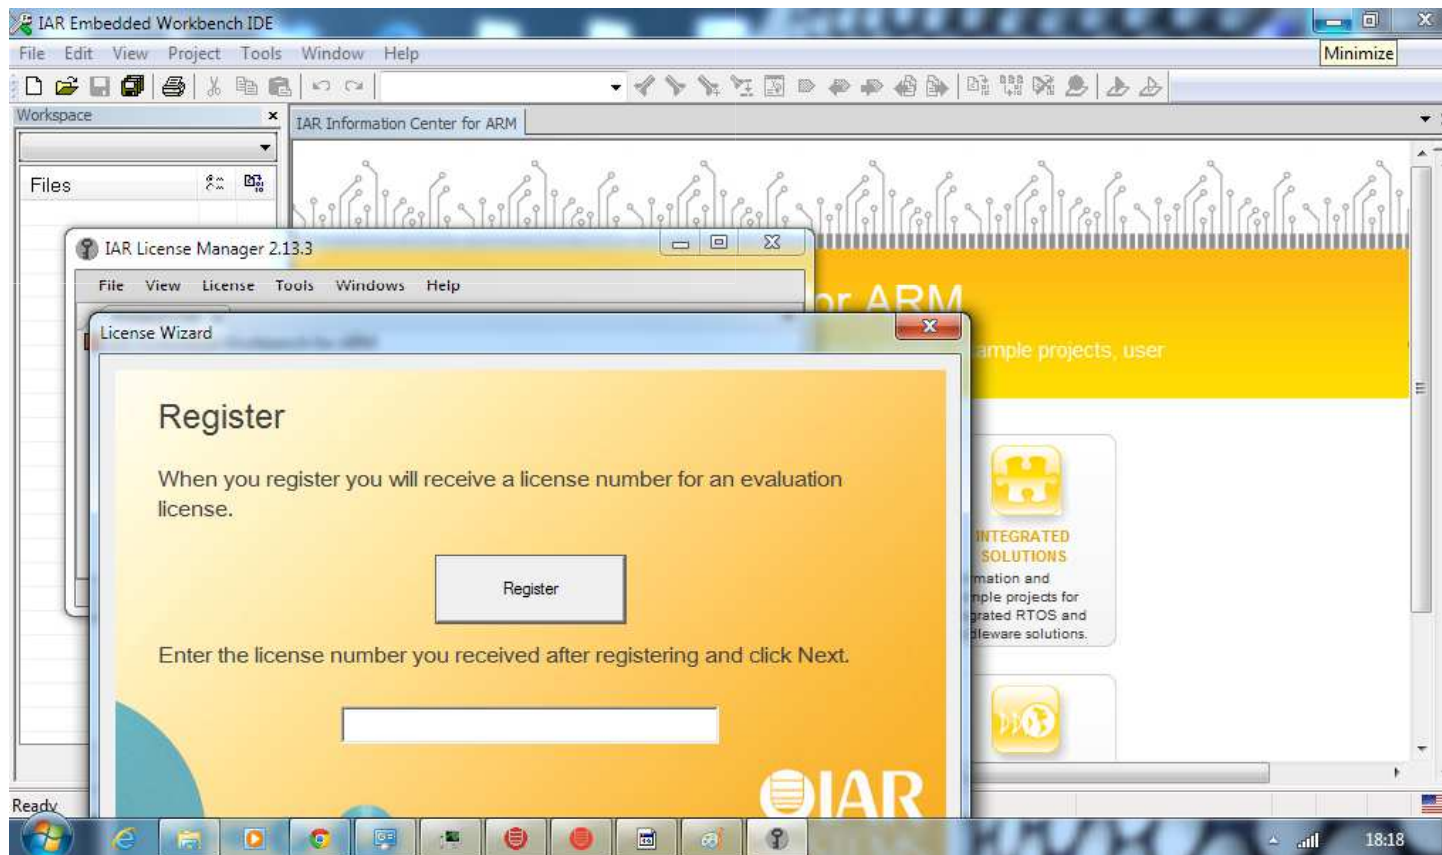 IAR Embedded Workbench IDE
File Edit View Project Tools Window Help
Minimize
Workspace
IAR Information Center for ARM
Files
IAR License Manager 2.13.3
File View License Tools Windows Help
or ARM
License Wizard
ample projects, user
Register
When you register you will receive a license number for an evaluation
license.
INTEGRATED
SOLUTIONS
mation and
mple projects for
grated RTOS and
dleware solutions.
Register
Enter the license number you received after registering and click Next.
IAR
Ready
18:18